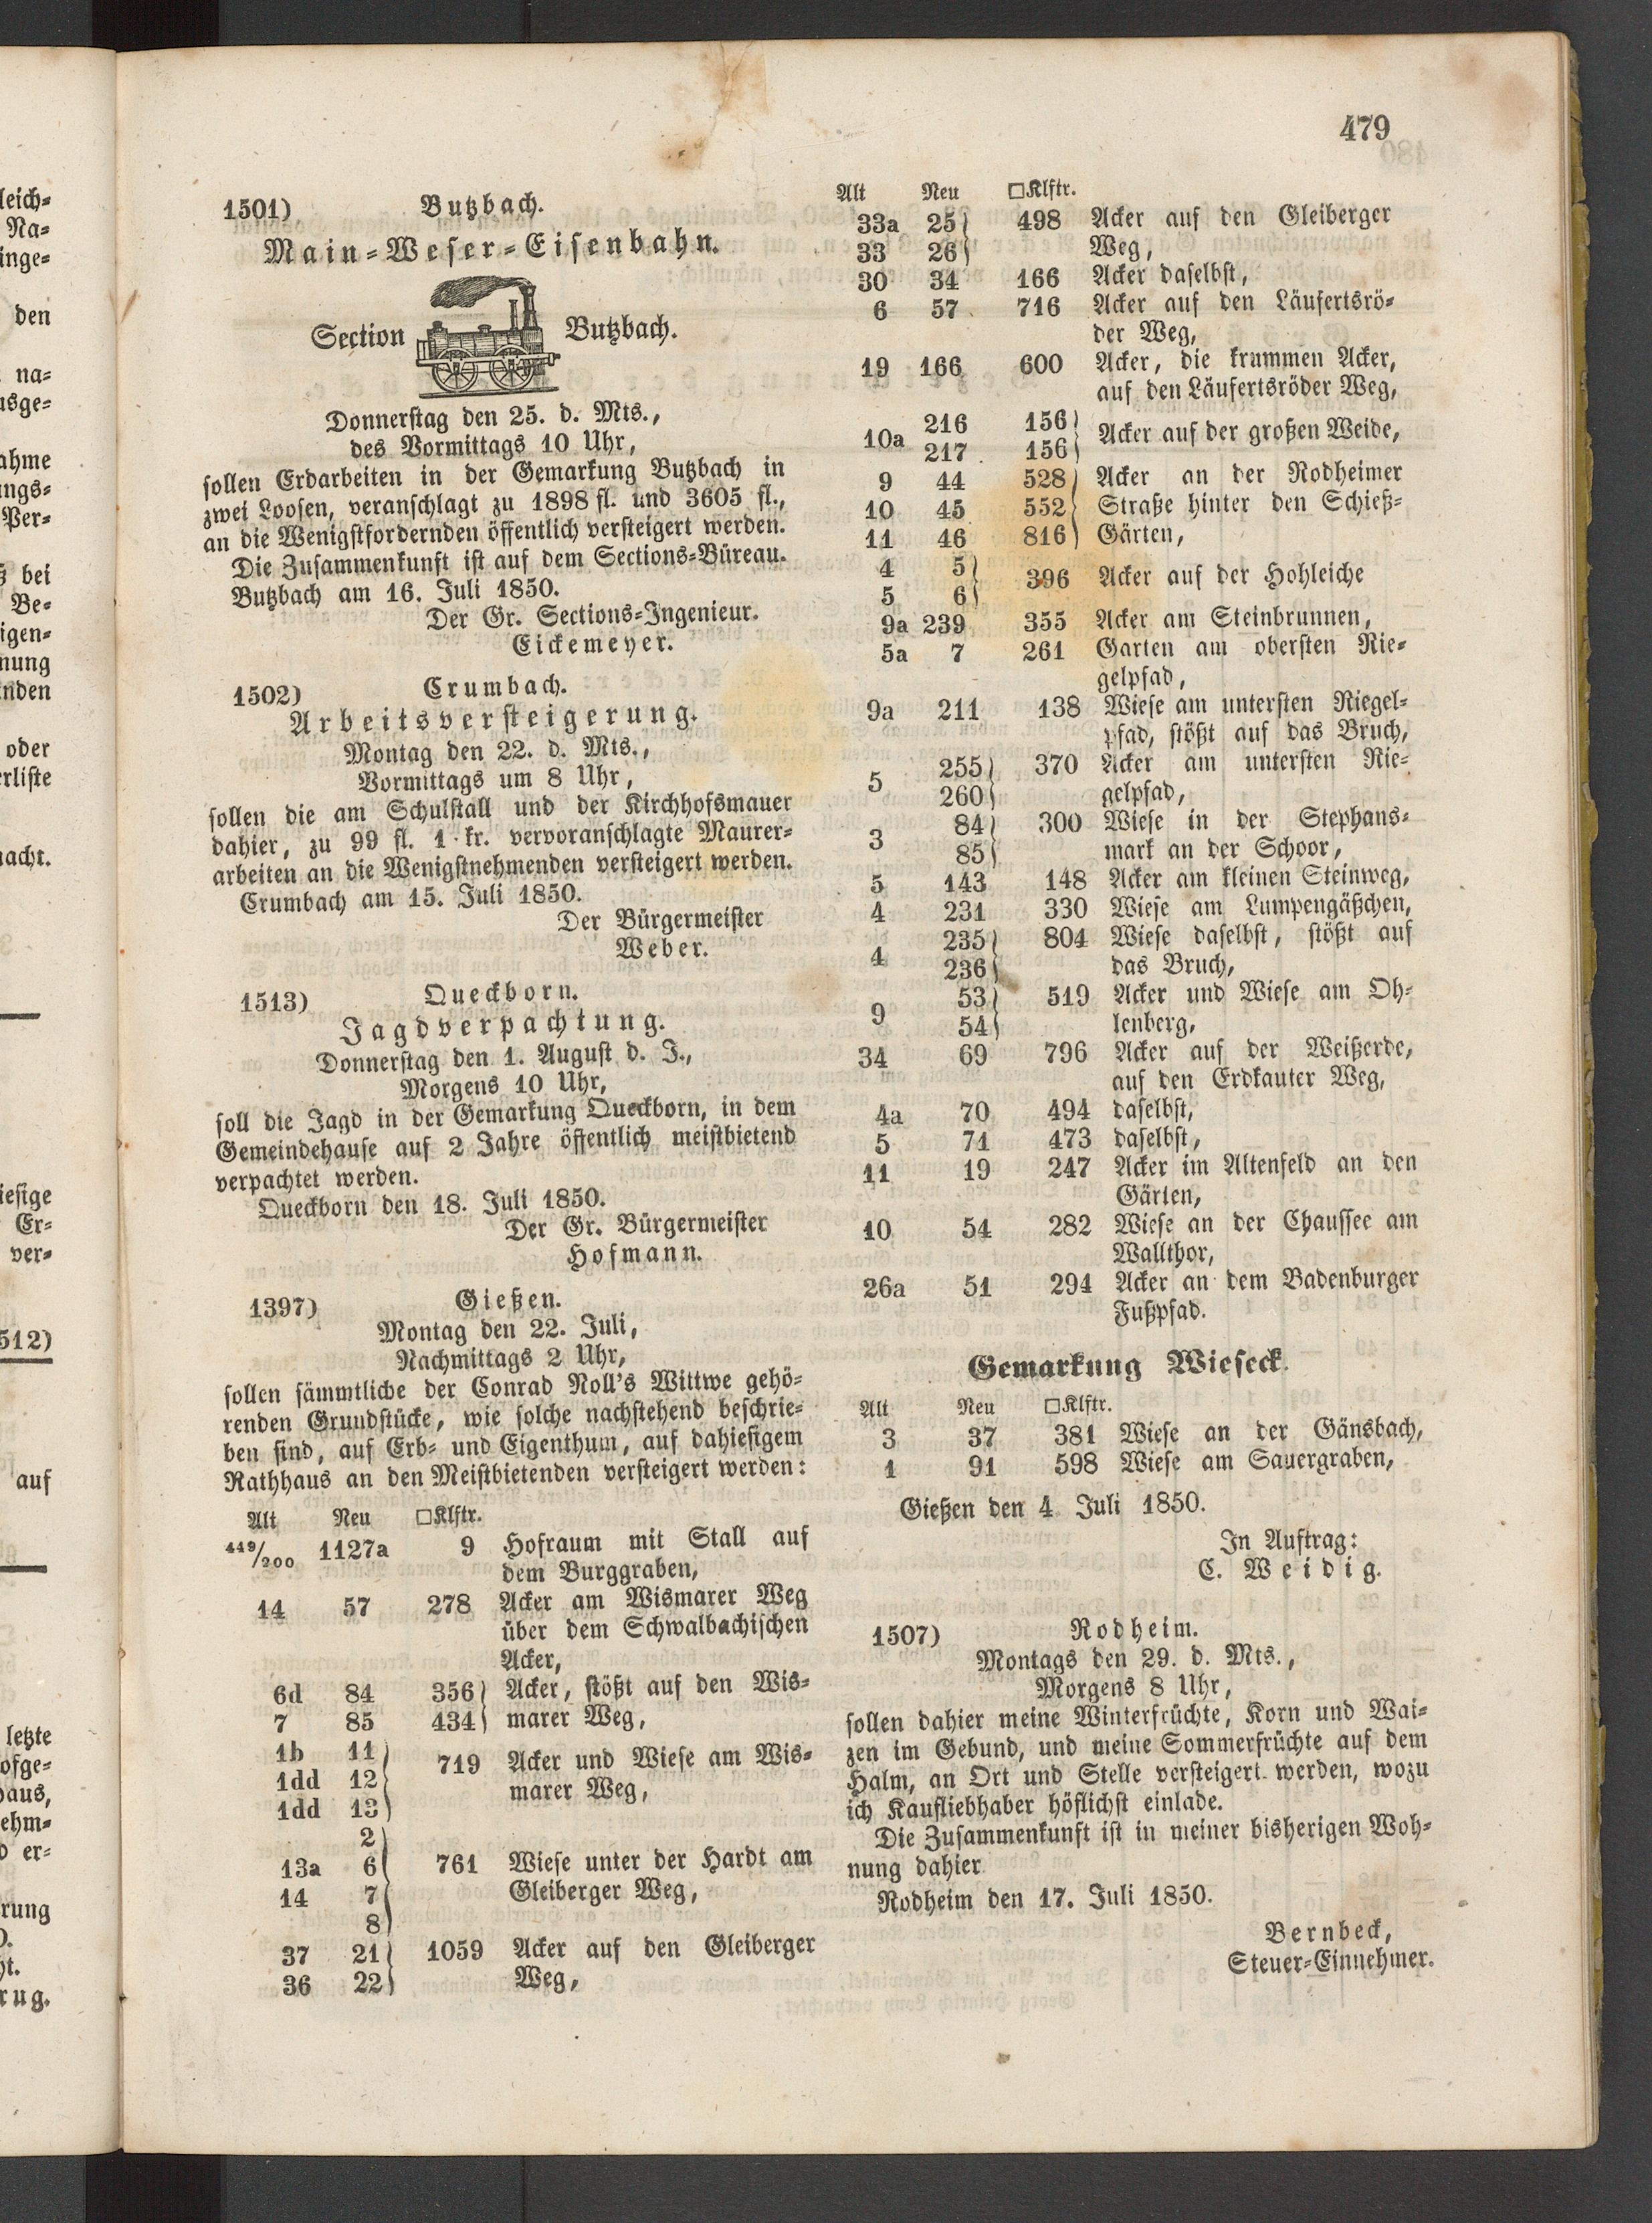 479
1501) Butzbach.
Main-Weser-Eisenbahn.
Section Butzbach.
Donnerstag den 25. d. Mts.,
des Vormittags 10 Uhr,
sollen Erdarbeiten in der Gemarkung Butzbach in
zwei Loosen, veranschlagt zu 1898 fl. und 3605 fl.,
an die Wenigstfordernden öffentlich versteigert werden.
Die Zusammenkunft ist auf dem Sections-Büreau.
Butzbach am 16. Juli 1850.
Der Gr. Sections-Ingenieur.
Eickemeyer.
1502) Crumbach.
Arbeitsversteigerung.
Montag den 22. d. Mts.,
Vormittags um 8 Uhr,
sollen die am Schulstall und der Kirchhofsmauer
dahier, zu 99 fl. 1 kr. vervoranschlagte Maurer-
arbeiten an die Wenigstnehmenden versteigert werden.
Crumbach am 15. Juli 1850.
Der Bürgermeister
Weber.
1513) Queckborn.
Jagdverpachtung.
Donnerstag den 1. August d. J.,
Morgens 10 Uhr,
soll die Jagd in der Gemarkung Queckborn, in dem
Gemeindehause auf 2 Jahre öffentlich meistbietend
verpachtet werden.
Queckborn den 18. Juli 1850.
Der Gr. Bürgermeister
Hofmann.
1397) Gießen.
Montag den 22. Juli,
Nachmittags 2 Uhr,
sollen sämmtliche der Conrad Noll's Wittwe gehö-
renden Grundstücke, wie solche nachstehend beschrie-
ben sind, auf Erb- und Eigenthum, auf dahiesigem
Rathhaus an den Meistbietenden versteigert werden:
Alt Neu □Klftr.
449/200 1127a 9 Hofraum mit Stall auf
dem Burggraben,
14 57 278 Acker am Wismarer Weg
über dem Schwalbachischen
Acker,
6d 84 356 Acker, stößt auf den Wis-
7 85 434 marer Weg,
1b 11
1dd 12 719 Acker und Wiese am Wis-
1dd 13 marer Weg,
2
13a 6 761 Wiese unter der Hardt am
14 7 Gleiberger Weg,
8
37 21 1059 Acker auf den Gleiberger
36 22 Weg,
Alt Neu □Klftr.
33a 25 498 Acker auf den Gleiberger
33 26 Weg,
30 34 166 Acker daselbst,
6 57 716 Acker auf den Läufertsrö-
der Weg,
19 166 600 Acker, die krummen Acker,
auf den Läufertsröder Weg,
216 156
10a Acker auf der großen Weide,
217 156
9 44 528 Acker an der Rodheimer
10 45 552 Straße hinter den Schieß-
11 46 816 Gärten,
4 5
396 Acker auf der Hohleiche
5 6
9a 239 355 Acker am Steinbrunnen,
5a 7 261 Garten am obersten Rie-
gelpfad,
9a 211 138 Wiese am untersten Riegel-
pfad, stößt auf das Bruch,
5 255 370 Acker am untersten Rie-
260 gelpfad,
3 84 300 Wiese in der Stephans-
85 mark an der Schoor,
5 143 148 Acker am kleinen Steinweg,
4 231 330 Wiese am Lumpengäßchen,
4 235 804 Wiese daselbst, stößt auf
236 das Bruch,
9 53 519 Acker und Wiese am Oh-
54 lenberg,
34 69 796 Acker auf der Weißerde,
auf den Erdkauter Weg,
4a 70 494 daselbst,
5 71 473 daselbst,
11 19 247 Acker im Altenfeld an den
Gärten,
10 54 282 Wiese an der Chaussee am
Wallthor,
26a 51 294 Acker an dem Badenburger
Fußpfad.
Gemarkung Wieseck.
Alt Neu □Klftr.
3 37 381 Wiese an der Gänsbach,
1 91 598 Wiese am Sauergraben,
Gießen den 4 Juli 1850.
In Auftrag:
C. Weidig.
1507) Rodheim.
Montags den 29. d. Mts.,
Morgens 8 Uhr,
sollen dahier meine Winterfrüchte, Korn und Wai-
zen im Gebund, und meine Sommerfrüchte auf dem
Halm, an Ort und Stelle versteigert werden, wozu
ich Kaufliebhaber höflichst einlade.
Die Zusammenkunft ist in meiner bisherigen Woh-
nung dahier
Rodheim den 17. Juli 1850.
Bernbeck,
Steuer-Einnehmer.